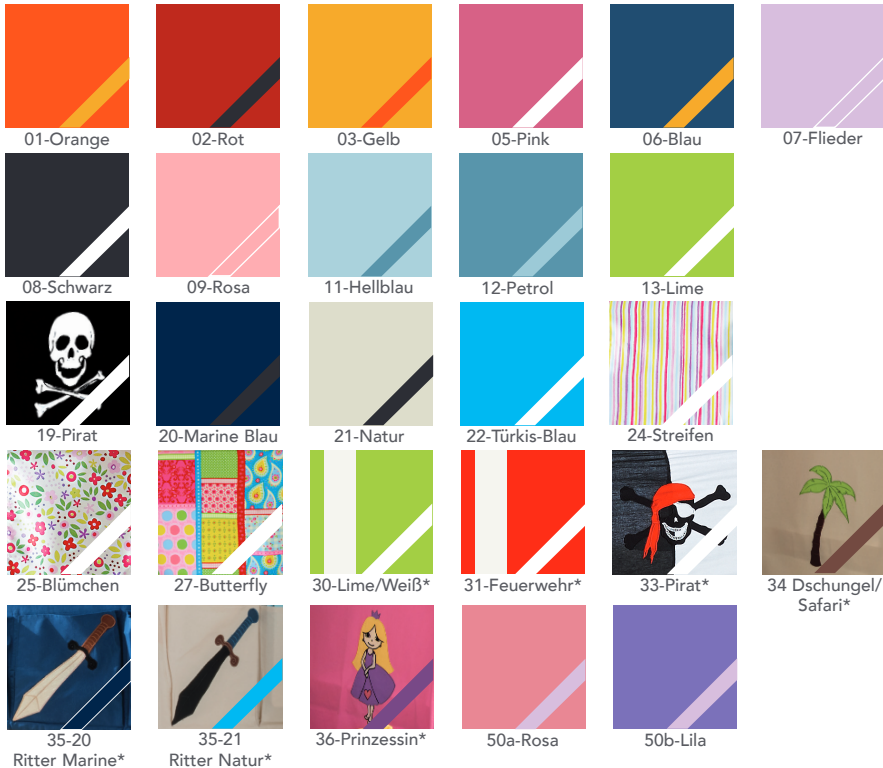 01-Orange
02-Rot
03-Gelb
05-Pink
06-Blau
07-Flieder
08-Schwarz
09-Rosa
11-Hellblau
12-Petrol
13-Lime
19-Pirat
20-Marine Blau
21-Natur
22-Türkis-Blau
24-Streifen
25-Blümchen
27-Butterfly
30-Lime/Weiß*
31-Feuerwehr*
33-Pirat*
34 Dschungel/
Safari*
35-20
Ritter Marine*
35-21
Ritter Natur*
36-Prinzessin*
50a-Rosa
50b-Lila